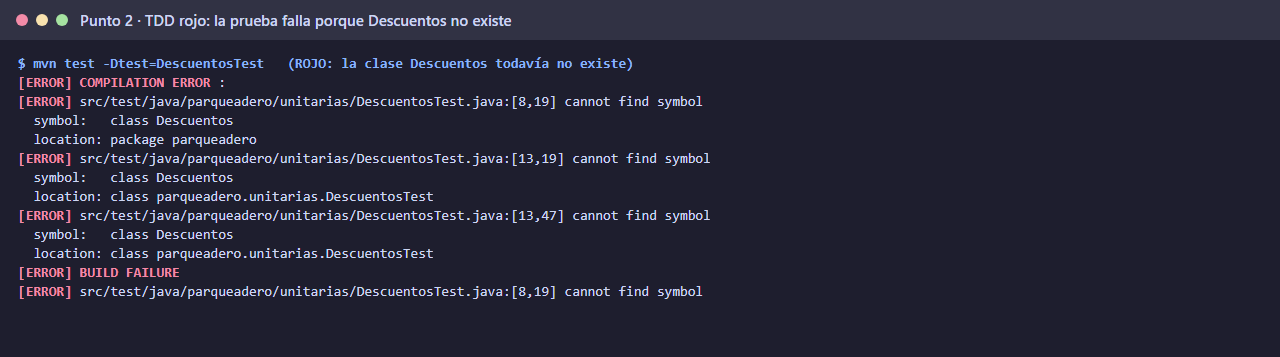 Punto 2 · TDD rojo: la prueba falla porque Descuentos no existe
$ mvn test -Dtest=DescuentosTest   (ROJO: la clase Descuentos todavía no existe)
[ERROR] COMPILATION ERROR :
[ERROR] src/test/java/parqueadero/unitarias/DescuentosTest.java:[8,19] cannot find symbol
  symbol:   class Descuentos
  location: package parqueadero
[ERROR] src/test/java/parqueadero/unitarias/DescuentosTest.java:[13,19] cannot find symbol
  symbol:   class Descuentos
  location: class parqueadero.unitarias.DescuentosTest
[ERROR] src/test/java/parqueadero/unitarias/DescuentosTest.java:[13,47] cannot find symbol
  symbol:   class Descuentos
  location: class parqueadero.unitarias.DescuentosTest
[ERROR] BUILD FAILURE
[ERROR] src/test/java/parqueadero/unitarias/DescuentosTest.java:[8,19] cannot find symbol